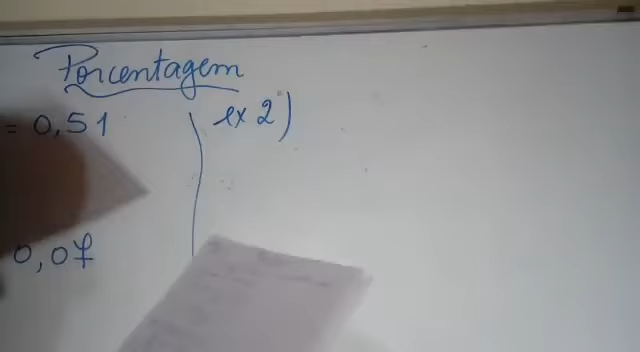 Porcentagem
= 0,51
ex 2)
0,07